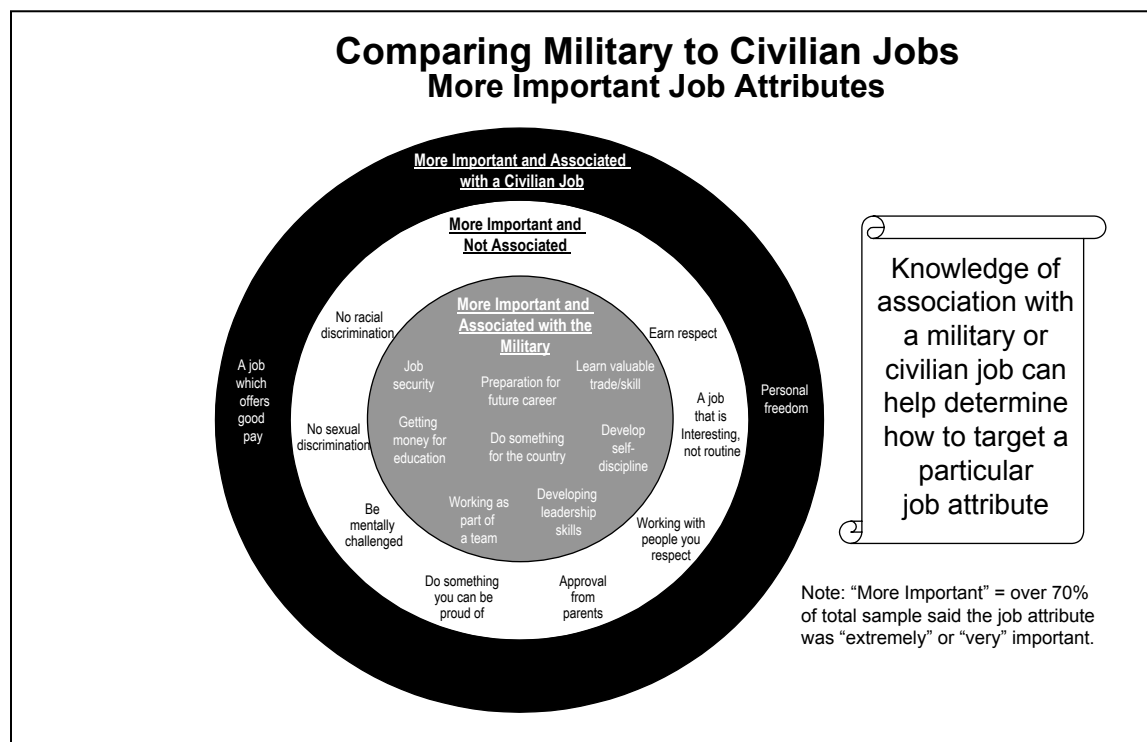 Comparing Military to Civilian Jobs
More Important Job Attributes
More Important and Associated
with a Civilian Job
More Important and
Not Associated
More Important and
Associated with the
Military
No racial
discrimination
Earn respect
A job
which
offers
good
pay
Job
security
Preparation for
future career
Learn valuable
trade/skill
Personal
freedom
No sexual
discrimination
Getting
money for
education
Do something
for the country
Develop
self-
discipline
A job
that is
Interesting,
not routine
Be
mentally
challenged
Working as
part of
a team
Developing
leadership
skills
Working with
people you
respect
Do something
you can be
proud of
Approval
from
parents
Knowledge of
association with
a military or
civilian job can
help determine
how to target a
particular
job attribute
Note: “More Important” = over 70%
of total sample said the job attribute
was “extremely” or “very” important.